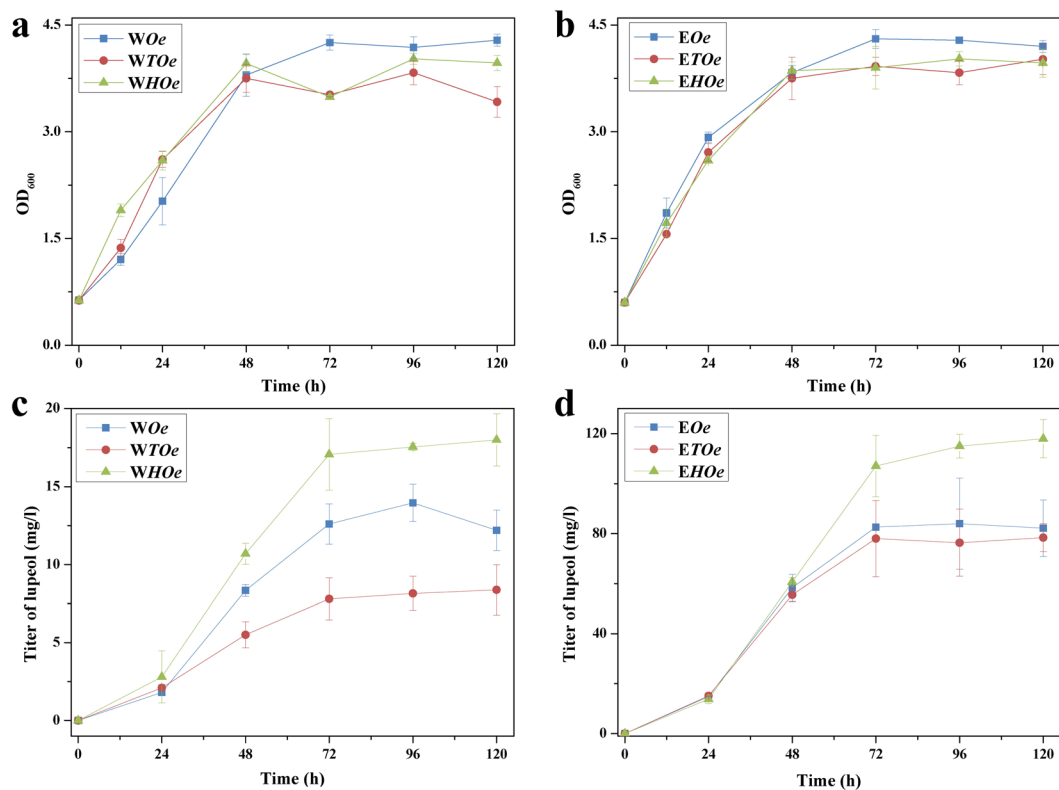 a
4.5
3.0
1.5
0.0
OD600
WOe
WTOe
WHOe
0 24 48 72 96 120
Time (h)
b
4.5
3.0
1.5
0.0
OD600
EOe
ETOe
EHOe
0 24 48 72 96 120
Time (h)
c
20
15
10
5
0
Titer of lupeol (mg/l)
WOe
WTOe
WHOe
0 24 48 72 96 120
Time (h)
d
120
80
40
0
Titer of lupeol (mg/l)
EOe
ETOe
EHOe
0 24 48 72 96 120
Time (h)